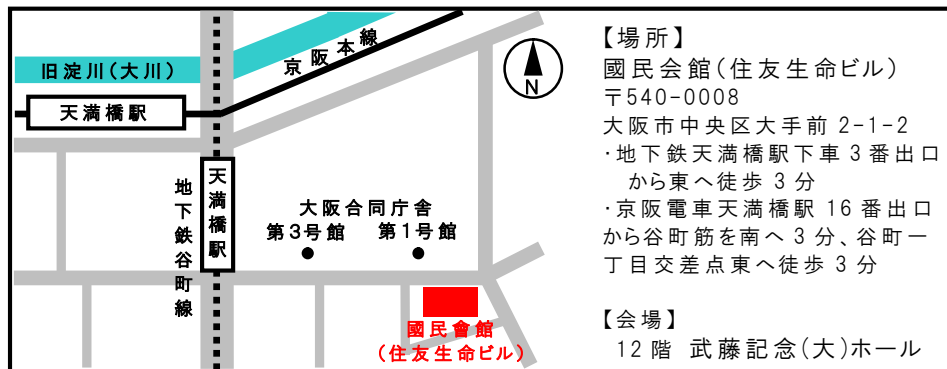 旧淀川（大川）
京阪本線
天満橋駅
N
天満橋駅
地下鉄谷町線
大阪合同庁舎
第3号館 第1号館
國民會館
（住友生命ビル）
【場所】
國民会館(住友生命ビル)
〒540-0008
大阪市中央区大手前 2-1-2
･地下鉄天満橋駅下車 3 番出口
から東へ徒歩 3 分
･京阪電車天満橋駅 16 番出口
から谷町筋を南へ 3 分、谷町一
丁目交差点東へ徒歩 3 分
【会場】
12 階 武藤記念(大)ホール